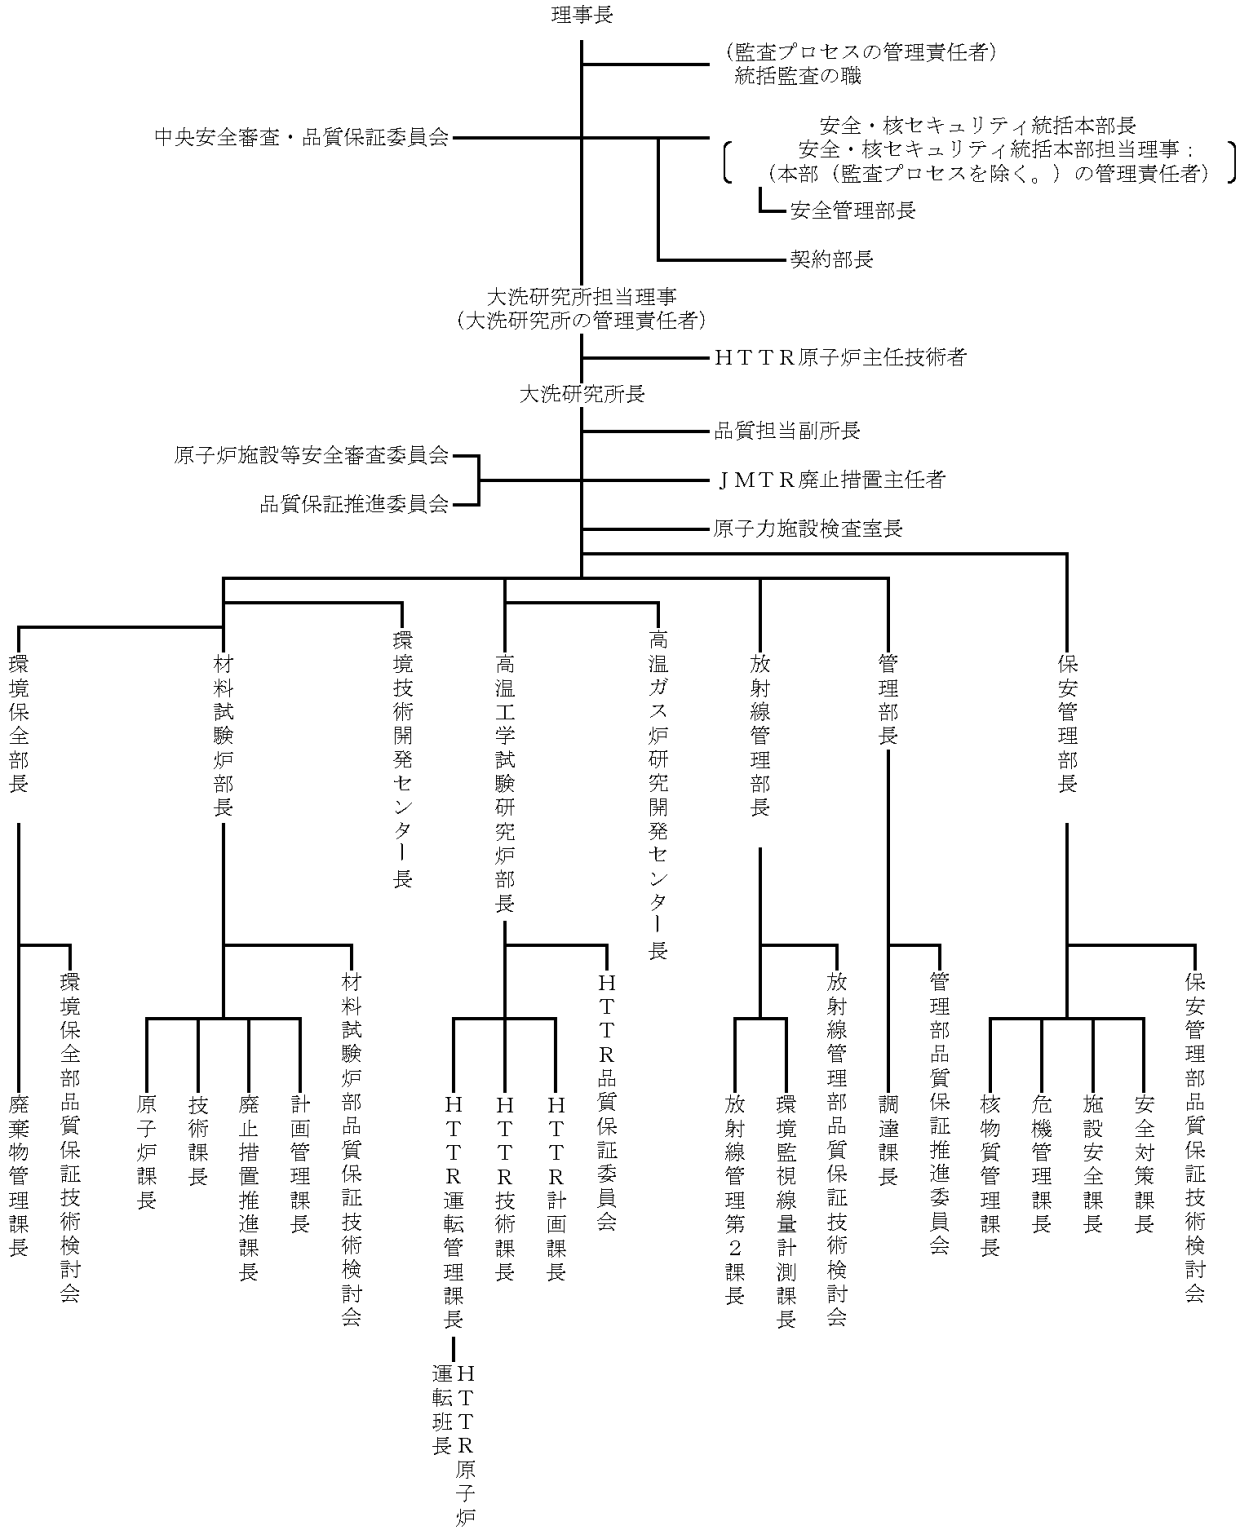 理事長
（監査プロセスの管理責任者）
統括監査の職
中央安全審査・品質保証委員会
安全・核セキュリティ統括本部長
安全・核セキュリティ統括本部担当理事：
（本部（監査プロセスを除く。）の管理責任者）
安全管理部長
契約部長
大洗研究所担当理事
（大洗研究所の管理責任者）
ＨＴＴＲ原子炉主任技術者
大洗研究所長
品質担当副所長
原子炉施設等安全審査委員会
ＪＭＴＲ廃止措置主任者
品質保証推進委員会
原子力施設検査室長
環境保全部長
材料試験炉部長
環境技術開発センター長
高温工学試験研究炉部長
高温ガス炉研究開発センター長
放射線管理部長
管理部長
保安管理部長
廃棄物管理課長
環境保全部品質保証技術検討会
原子炉課長
技術課長
廃止措置推進課長
計画管理課長
材料試験炉部品質保証技術検討会
ＨＴＴＲ運転管理課長
ＨＴＴＲ技術課長
ＨＴＴＲ計画課長
ＨＴＴＲ品質保証委員会
放射線管理第２課長
環境監視線量計測課長
放射線管理部品質保証技術検討会
調達課長
管理部品質保証推進委員会
核物質管理課長
危機管理課長
施設安全課長
安全対策課長
保安管理部品質保証技術検討会
ＨＴＴＲ原子炉
運転班長